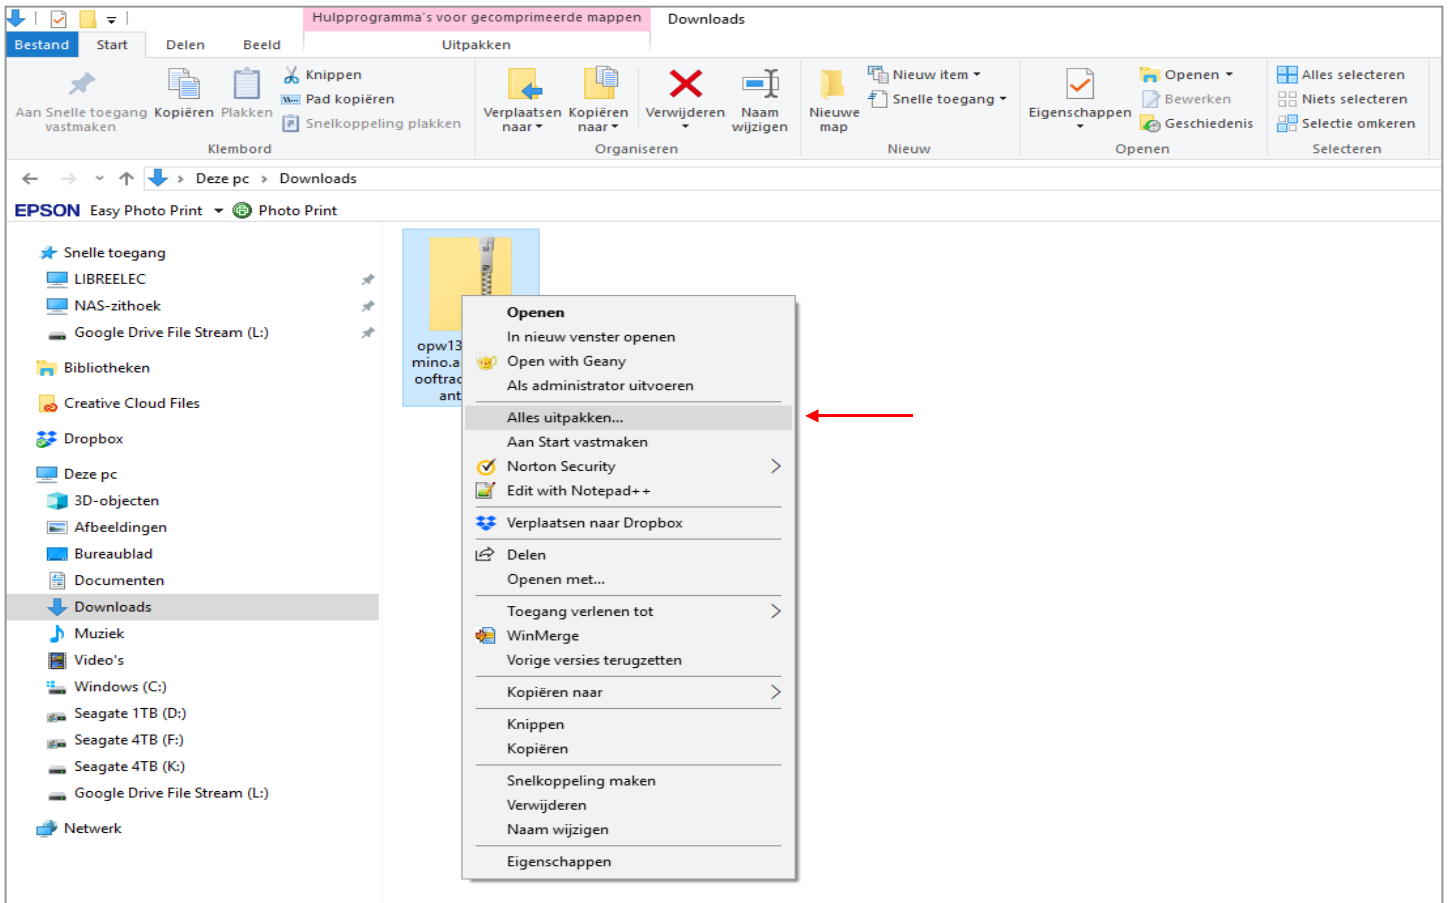 Hulpprogramma's voor gecomprimeerde mappen
Downloads
Bestand
Start
Delen
Beeld
Uitpakken
Aan Snelle toegang
vastmaken
Kopiëren
Plakken
Knippen
Pad kopiëren
Snelkoppeling plakken
Klembord
Verplaatsen
naar
Kopiëren
naar
Verwijderen
Naam
wijzigen
Organiseren
Nieuwe
map
Nieuw item
Snelle toegang
Nieuw
Eigenschappen
Openen
Bewerken
Geschiedenis
Openen
Alles selecteren
Niets selecteren
Selectie omkeren
Selecteren
Deze pc
Downloads
EPSON Easy Photo Print
Photo Print
Snelle toegang
LIBREELEC
NAS-zithoek
Google Drive File Stream (L:)
Bibliotheken
Creative Cloud Files
Dropbox
Deze pc
3D-objecten
Afbeeldingen
Bureaublad
Documenten
Downloads
Muziek
Video's
Windows (C:)
Seagate 1TB (D:)
Seagate 4TB (F:)
Seagate 4TB (K:)
Google Drive File Stream (L:)
Netwerk
opw13
mino.a
ooftrac
ant
Openen
In nieuw venster openen
Open with Geany
Als administrator uitvoeren
Alles uitpakken...
Aan Start vastmaken
Norton Security
Edit with Notepad++
Verplaatsen naar Dropbox
Delen
Openen met...
Toegang verlenen tot
WinMerge
Vorige versies terugzetten
Kopiëren naar
Knippen
Kopiëren
Snelkoppeling maken
Verwijderen
Naam wijzigen
Eigenschappen